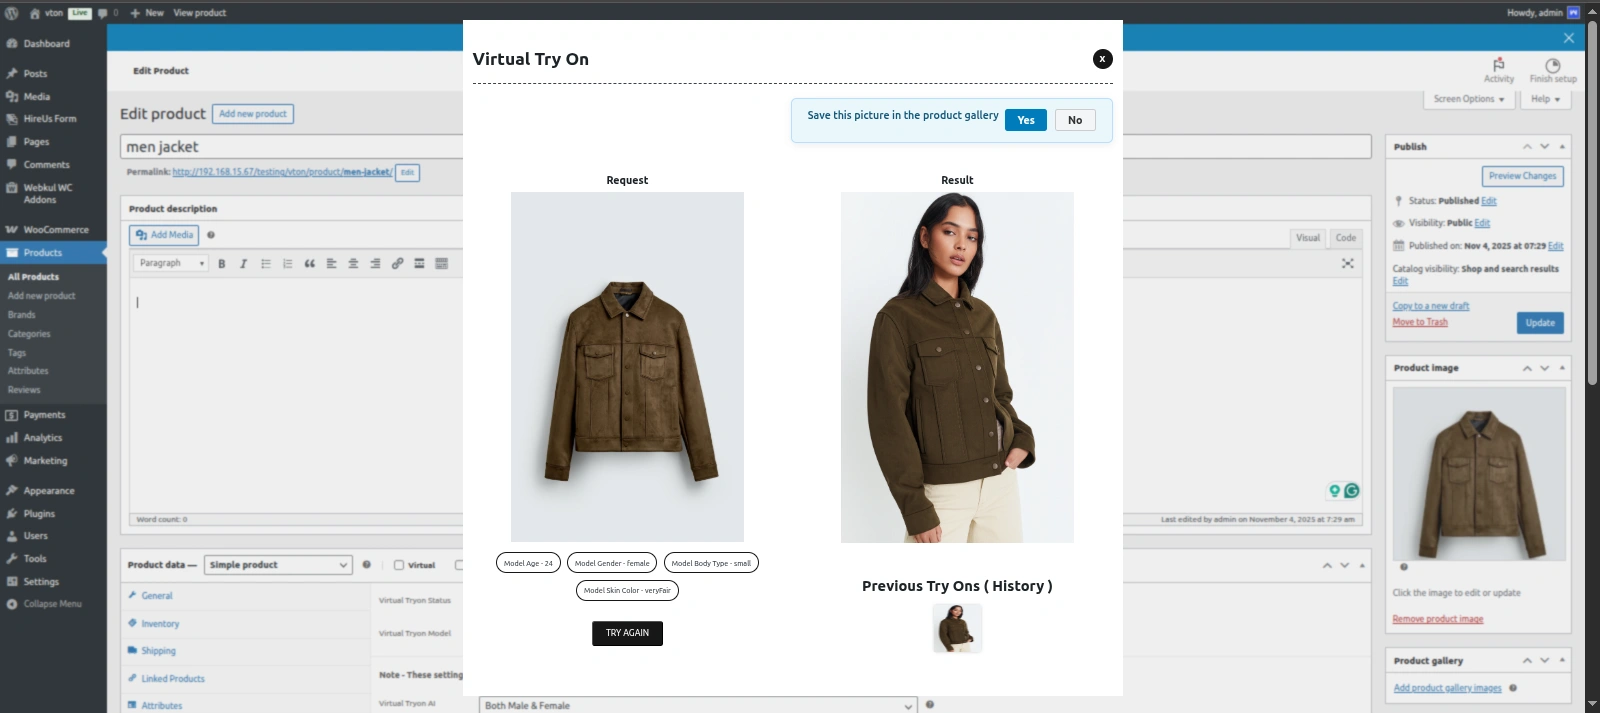 vton Live 0 + New View product
Howdy, admin
Dashboard
Posts
Media
HireUs Form
Pages
Comments
Webkul WC
Addons
WooCommerce
Products
All Products
Add new product
Brands
Categories
Tags
Attributes
Reviews
Payments
Analytics
Marketing
Appearance
Plugins
Users
Tools
Settings
Collapse Menu
Edit Product
Activity
Finish setup
Screen Options
Help
Edit product
Add new product
men jacket
Permalink: http://192.168.15.67/testing/vton/product/men-jacket/ Edit
Product description
Add Media
Visual
Code
Paragraph
B I
Word count: 0
Last edited by admin on November 4, 2025 at 7:29 am
Product data —
Simple product
Virtual
General
Inventory
Shipping
Linked Products
Attributes
Virtual Tryon Status
Virtual Tryon Model
Note - These setting
Virtual Tryon AI
Both Male & Female
Virtual Try On
x
Save this picture in the product gallery
Yes
No
Request
Result
Model Age - 24
Model Gender - female
Model Body Type - small
Model Skin Color - veryFair
TRY AGAIN
Previous Try Ons ( History )
Publish
Preview Changes
Status: Published Edit
Visibility: Public Edit
Published on: Nov 4, 2025 at 07:29 Edit
Catalog visibility: Shop and search results
Edit
Copy to a new draft
Move to Trash
Update
Product image
Click the image to edit or update
Remove product image
Product gallery
Add product gallery images